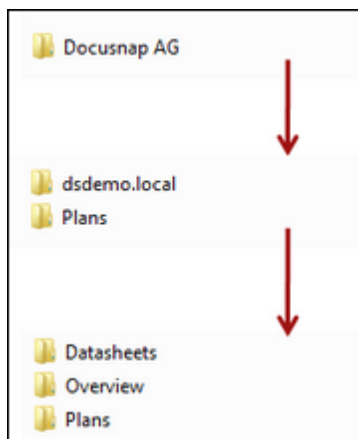 Docusnap AG
dsdemo.local
Plans
Datasheets
Overview
Plans